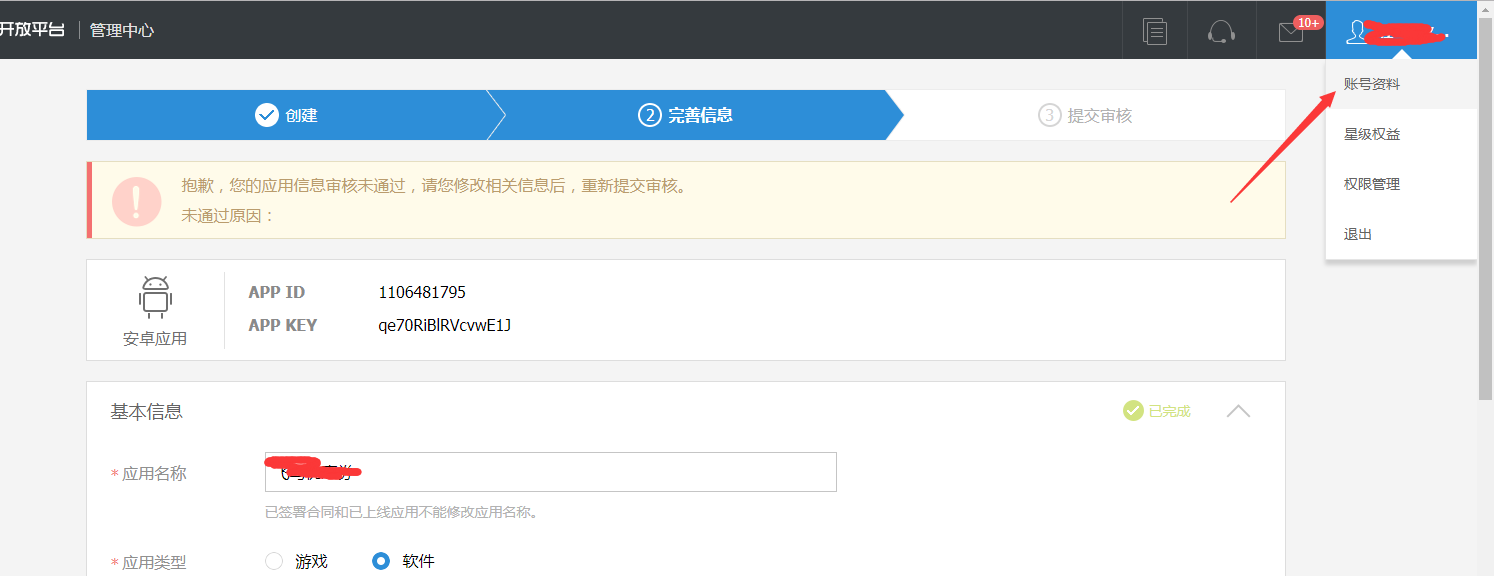 开放平台 管理中心 10+
账号资料
星级权益
权限管理
退出
创建 2 完善信息 3 提交审核
抱歉，您的应用信息审核未通过，请您修改相关信息后，重新提交审核。
未通过原因：
安卓应用
APP ID 1106481795
APP KEY qe70RiBlRVcvwE1J
基本信息 已完成
*应用名称
已签署合同和已上线应用不能修改应用名称。
*应用类型 游戏 软件